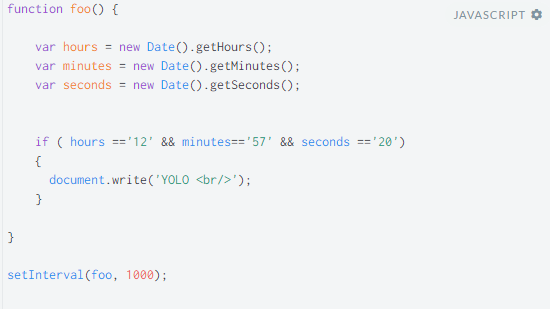 function foo() {
JAVASCRIPT
var hours = new Date().getHours();
var minutes = new Date().getMinutes();
var seconds = new Date().getSeconds();
if ( hours =='12' && minutes=='57' && seconds =='20')
{
document.write('YOLO <br/>');
}
}
setInterval(foo, 1000);